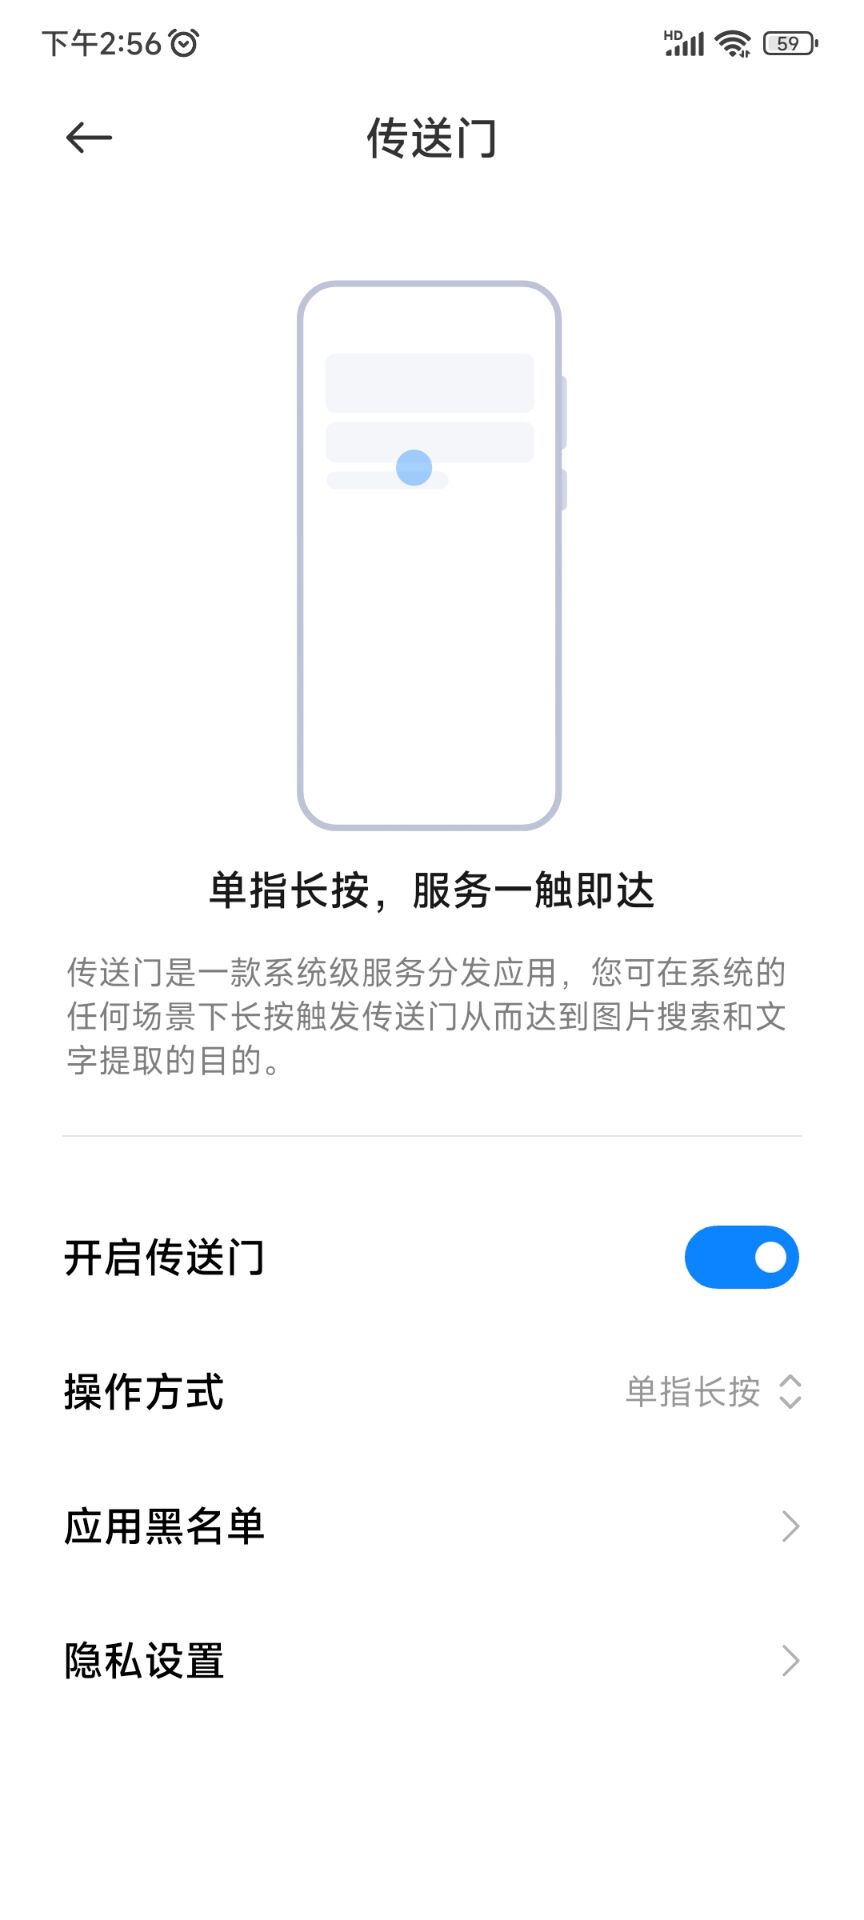 下午2:56
HD
59
传送门
单指长按，服务一触即达
传送门是一款系统级服务分发应用，您可在系统的
任何场景下长按触发传送门从而达到图片搜索和文
字提取的目的。
开启传送门
操作方式
单指长按
应用黑名单
隐私设置